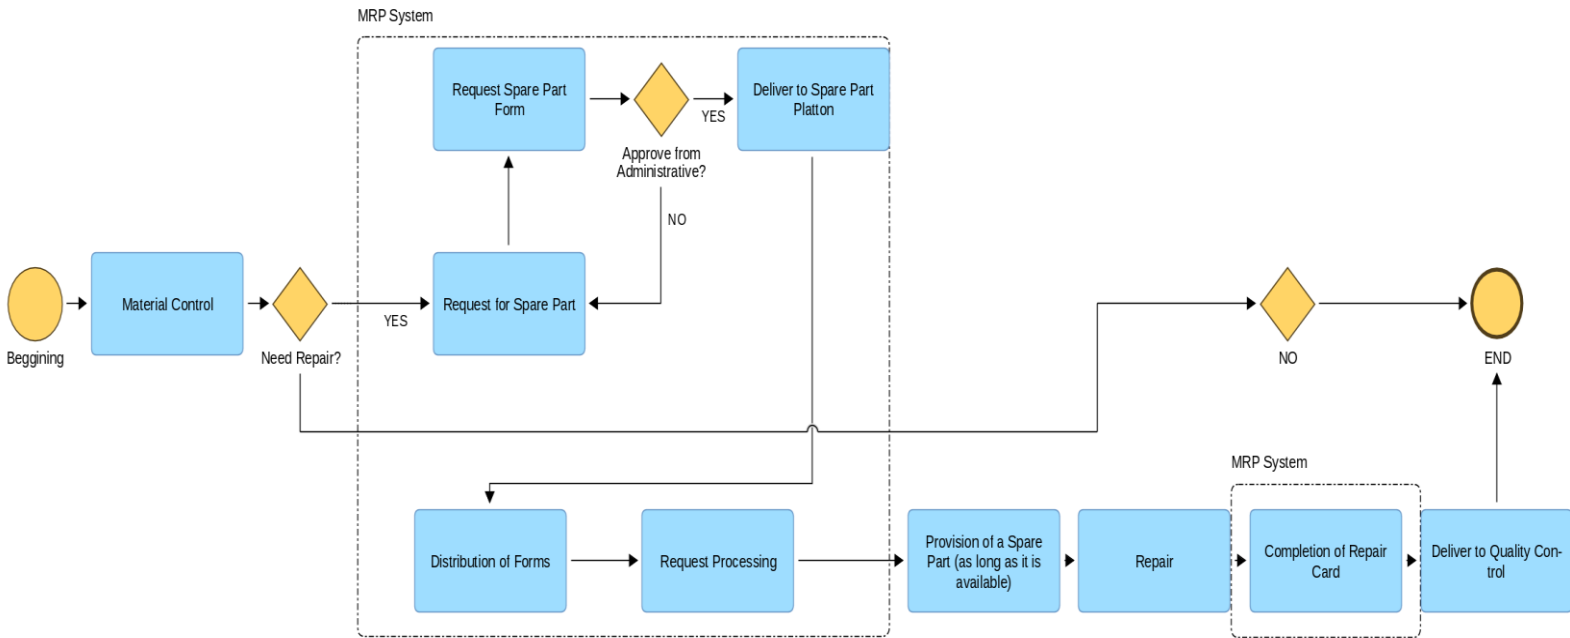 MRP System
Request Spare Part
Form
YES
Deliver to Spare Part
Platton
Approve from
Administrative?
NO
Beggining
Material Control
Need Repair?
YES
Request for Spare Part
NO
END
MRP System
Distribution of Forms
Request Processing
Provision of a Spare
Part (as long as it is
available)
Repair
Completion of Repair
Card
Deliver to Quality Con-
trol